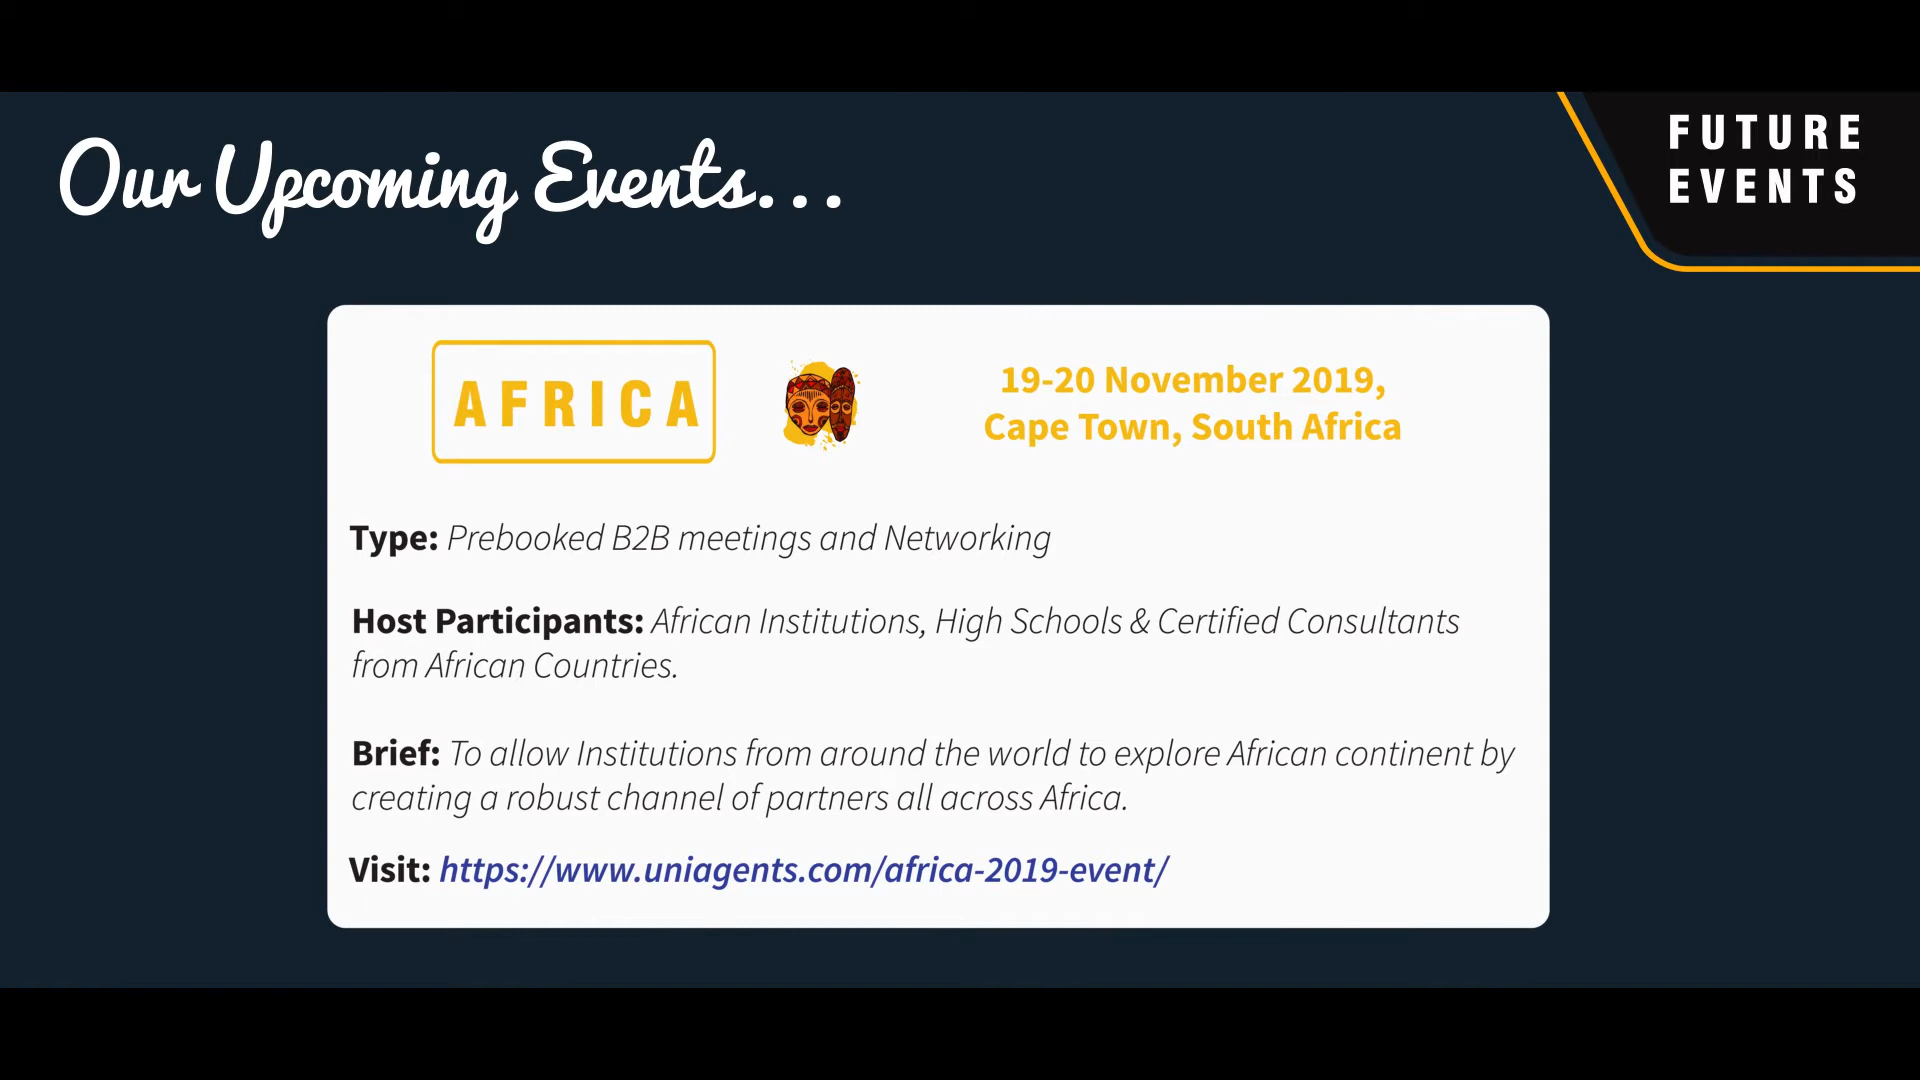 Our Upcoming Events...
FUTURE
EVENTS
AFRICA
19-20 November 2019,
Cape Town, South Africa
Type: Prebooked B2B meetings and Networking
Host Participants: African Institutions, High Schools & Certified Consultants
from African Countries.
Brief: To allow Institutions from around the world to explore African continent by
creating a robust channel of partners all across Africa.
Visit: https://www.uniagents.com/africa-2019-event/